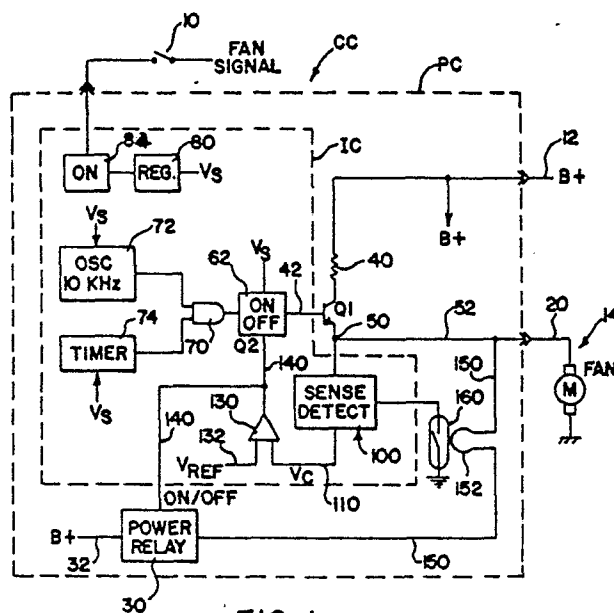 10
FAN
SIGNAL
CC
PC
84
80
IC
ON
REG.
VS
12
B+
VS
72
B+
OSC
10 KHz
62
VS
42
40
ON
OFF
Q1
74
70
Q2
50
52
20
14
TIMER
140
150
FAN
M
VS
130
SENSE
DETECT
160
140
132
VREF
VC
100
152
ON/OFF
110
B+
POWER
RELAY
32
150
30